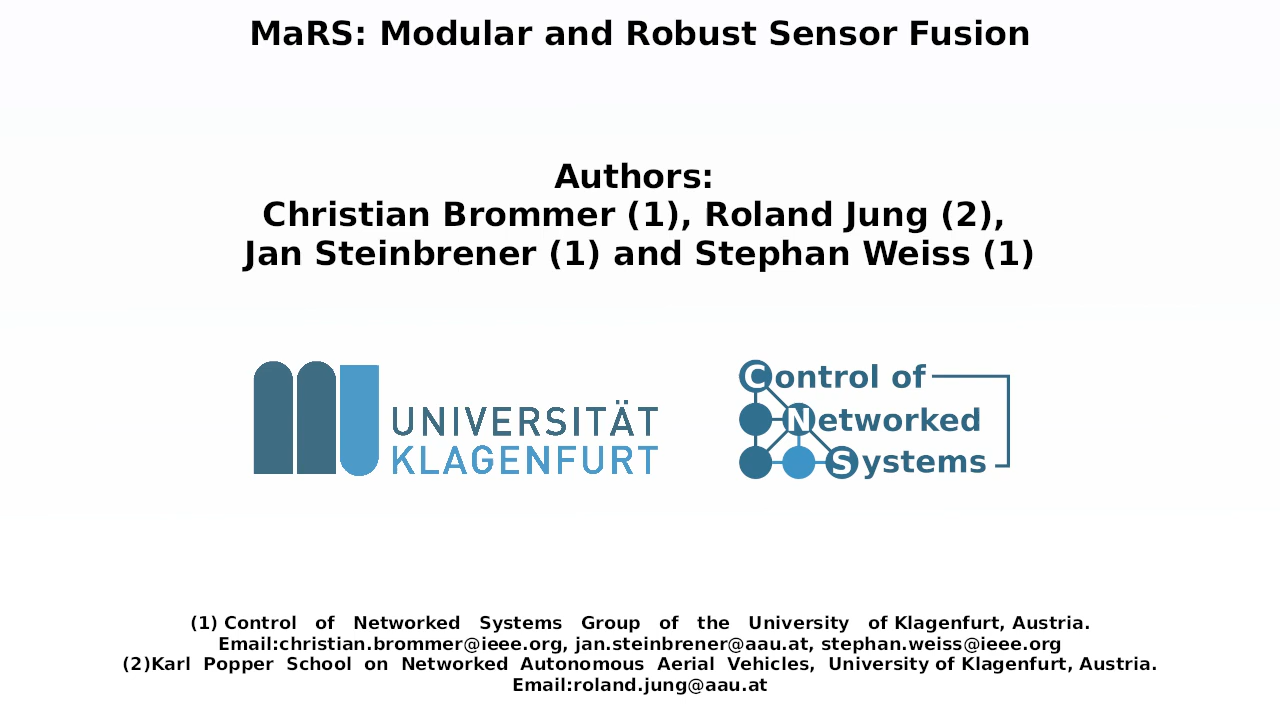 MaRS: Modular and Robust Sensor Fusion
Authors:
Christian Brommer (1), Roland Jung (2),
Jan Steinbrener (1) and Stephan Weiss (1)
UNIVERSITÄT
KLAGENFURT
Control of
Networked
Systems
(1) Control of Networked Systems Group of the University of Klagenfurt, Austria.
Email:christian.brommer@ieee.org, jan.steinbrener@aau.at, stephan.weiss@ieee.org
(2)Karl Popper School on Networked Autonomous Aerial Vehicles, University of Klagenfurt, Austria.
Email:roland.jung@aau.at